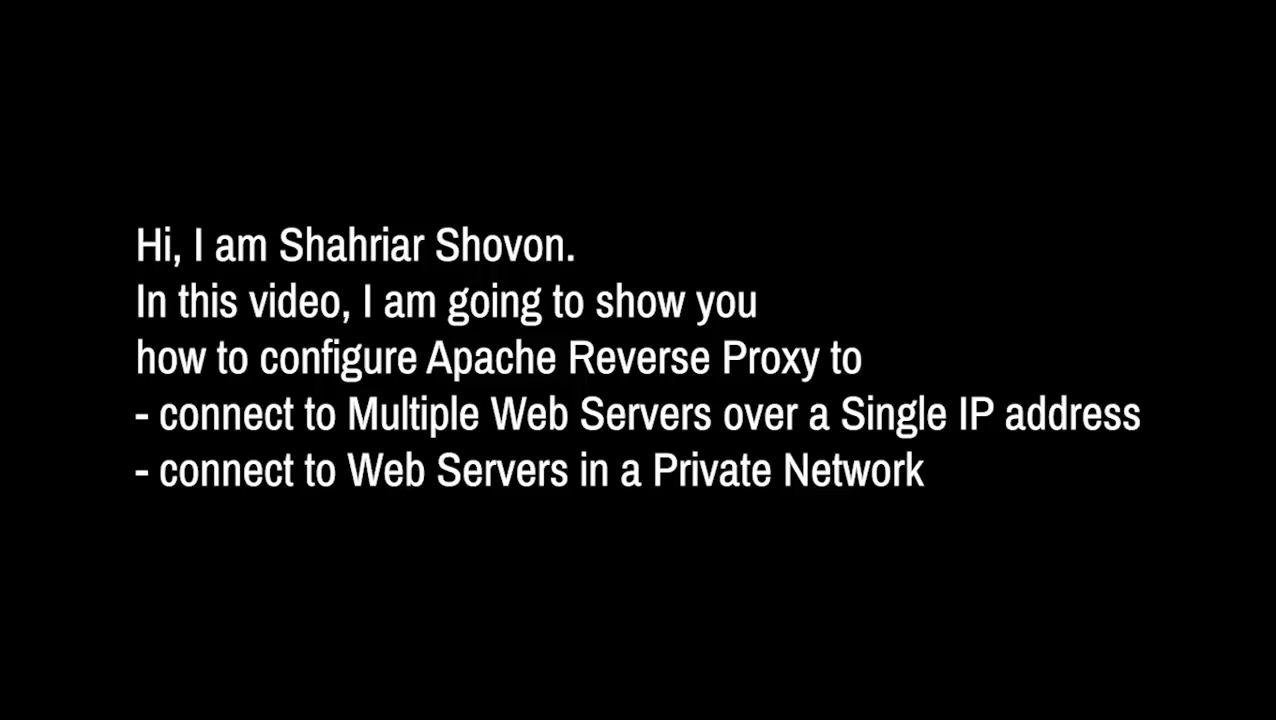 Hi, I am Shahriar Shovon.
In this video, I am going to show you
how to configure Apache Reverse Proxy to
- connect to Multiple Web Servers over a Single IP address
- connect to Web Servers in a Private Network